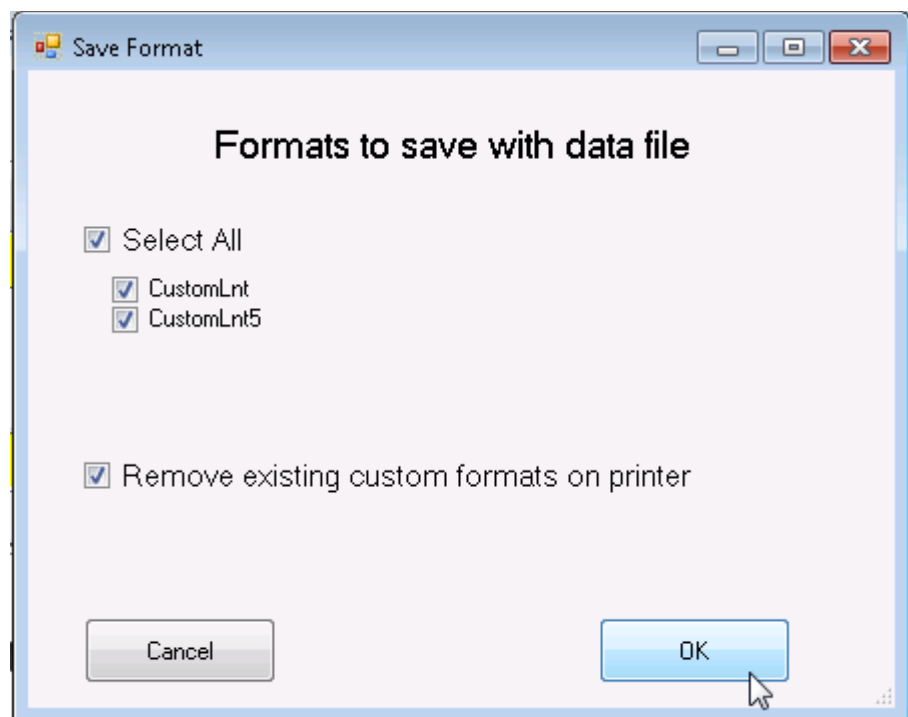 Save Format
Formats to save with data file
Select All
CustomLnt
CustomLnt5
Remove existing custom formats on printer
Cancel
OK